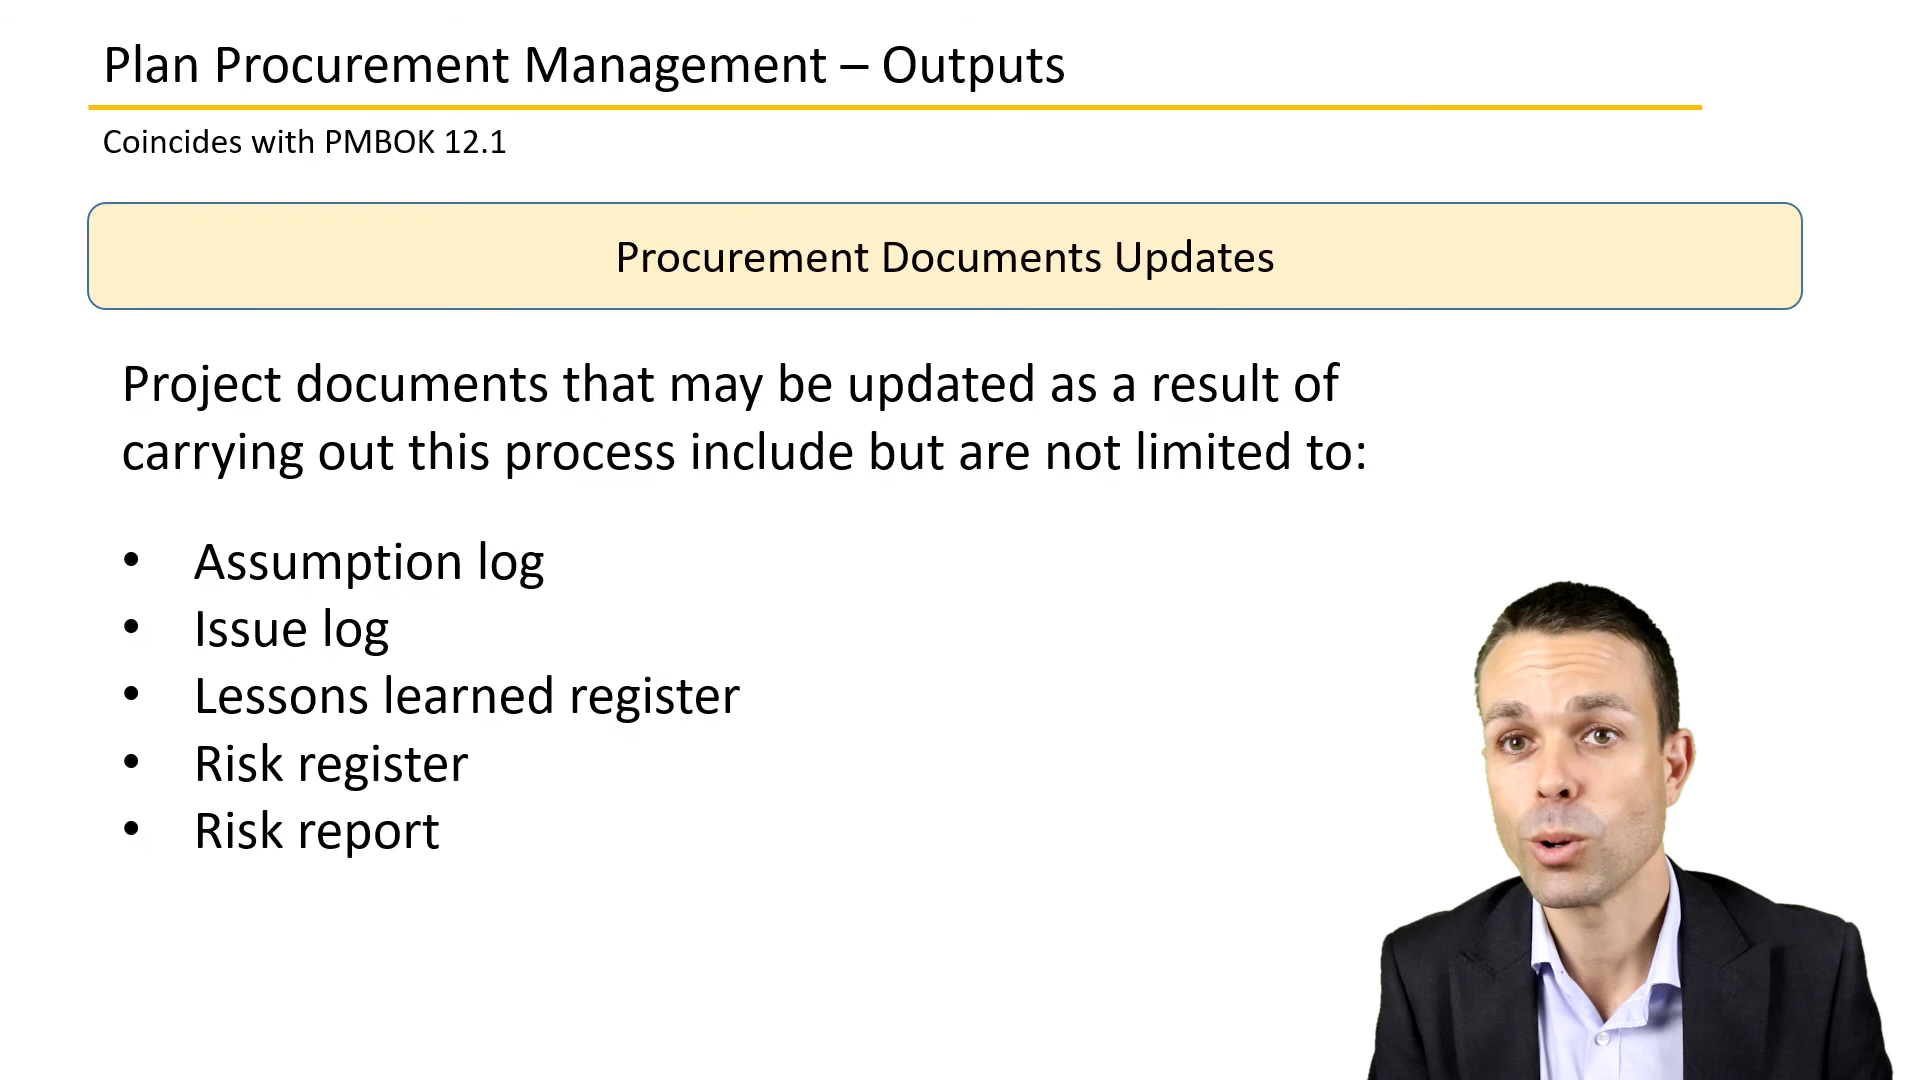 Plan Procurement Management – Outputs
Coincides with PMBOK 12.1
Procurement Documents Updates
Project documents that may be updated as a result of
carrying out this process include but are not limited to:
• Assumption log
• Issue log
• Lessons learned register
• Risk register
• Risk report